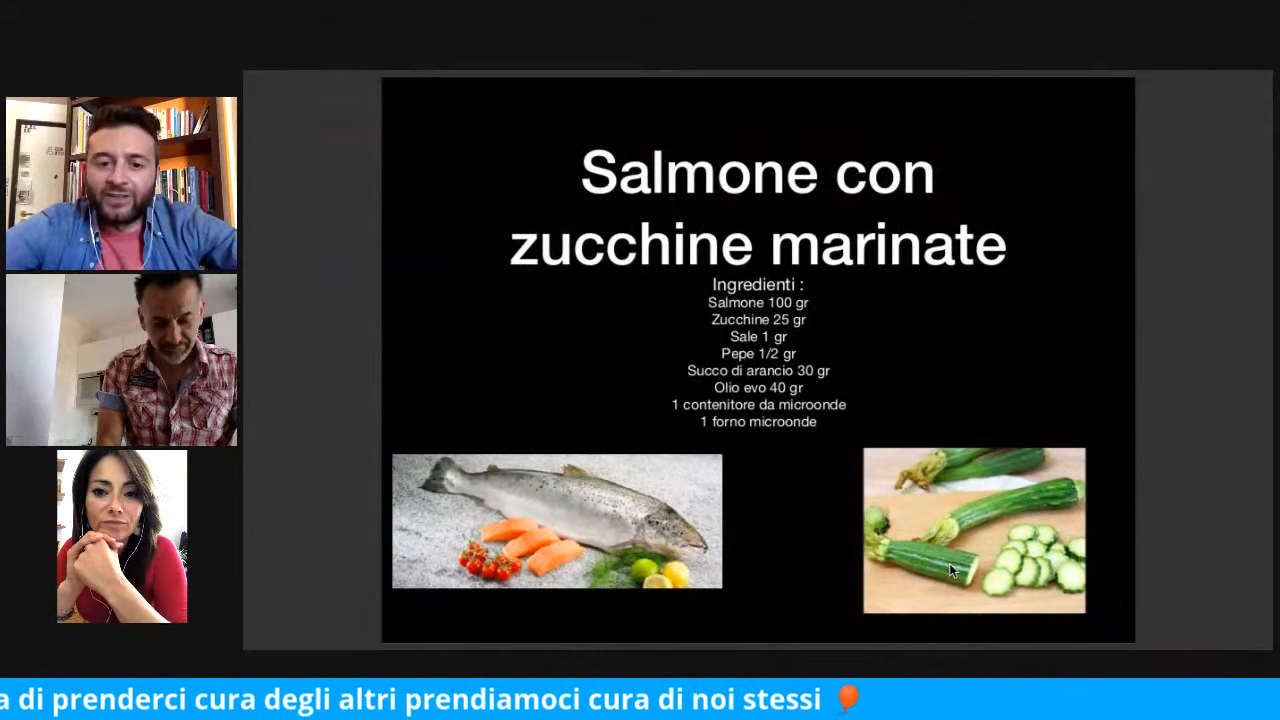 Salmone con
zucchine marinate
Ingredienti :
Salmone 100 gr
Zucchine 25 gr
Sale 1 gr
Pepe 1/2 gr
Succo di arancio 30 gr
Olio evo 40 gr
1 contenitore da microonde
1 forno microonde
a di prenderci cura degli altri prendiamoci cura di noi stessi 🎈